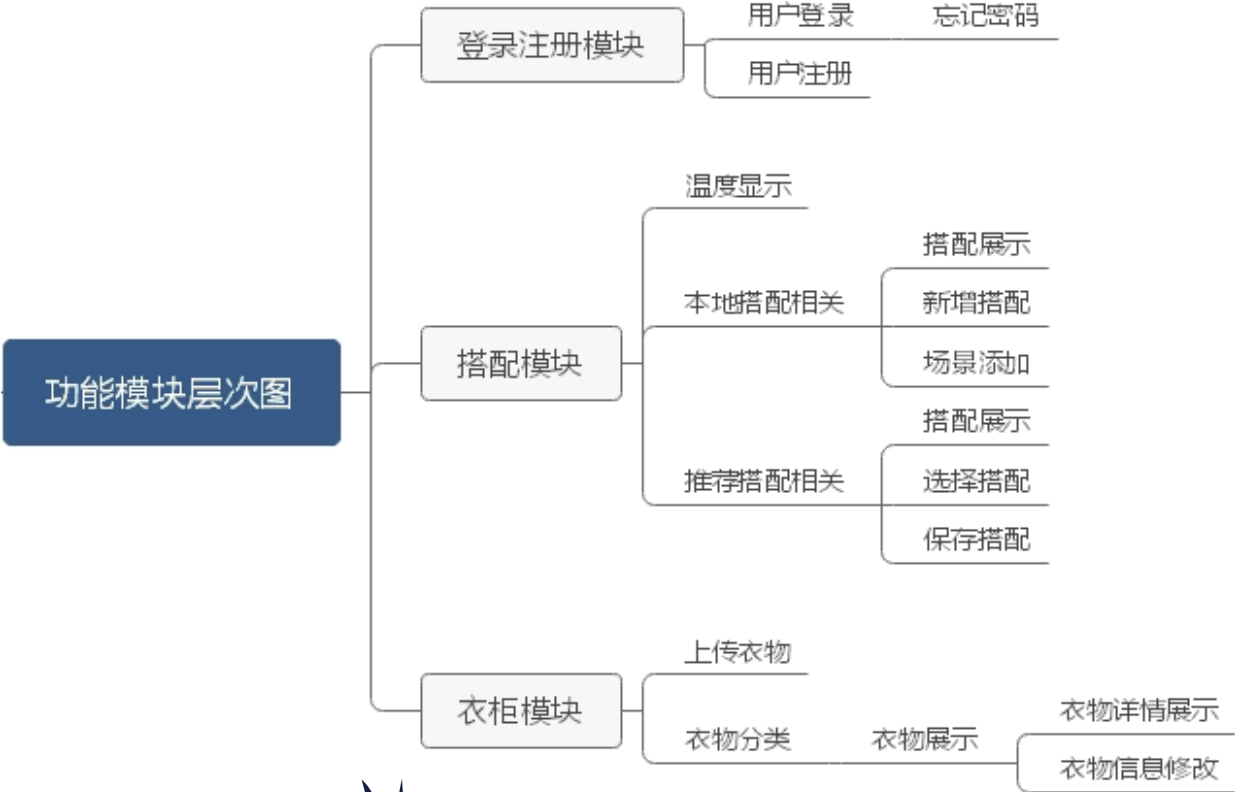 功能模块层次图
登录注册模块
用户登录
忘记密码
用户注册
搭配模块
温度显示
本地搭配相关
搭配展示
新增搭配
场景添加
推荐搭配相关
搭配展示
选择搭配
保存搭配
衣柜模块
上传衣物
衣物分类
衣物展示
衣物详情展示
衣物信息修改